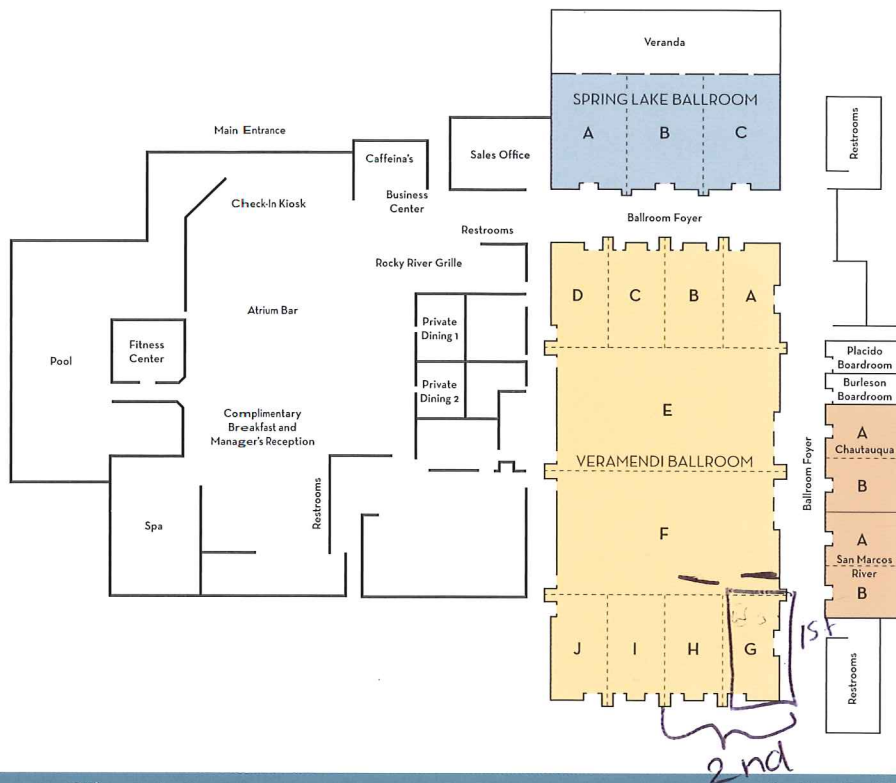 Veranda
SPRING LAKE BALLROOM
A
B
C
Restrooms
Main Entrance
Caffeina's
Sales Office
Business
Center
Check-In Kiosk
Ballroom Foyer
Restrooms
Rocky River Grille
D
C
B
A
Atrium Bar
Private
Dining 1
Fitness
Center
Pool
Placido
Boardroom
Burleson
Boardroom
Private
Dining 2
E
Complimentary
Breakfast and
Manager's Reception
A
Chautauqua
B
VERAMENDI BALLROOM
Ballroom Foyer
Restrooms
Spa
F
A
San Marcos
River
B
1st
J
I
H
G
Restrooms
2nd